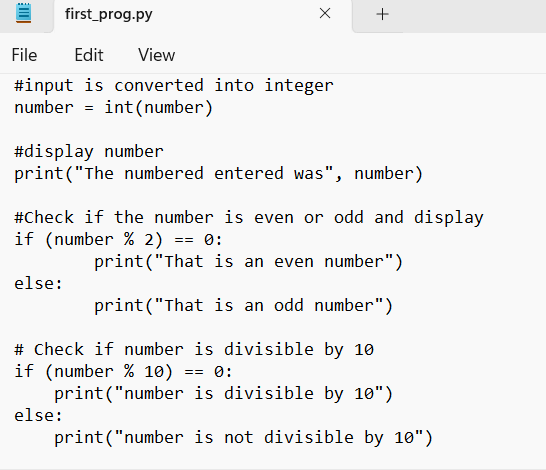 first_prog.py
File Edit View
#input is converted into integer
number = int(number)
#display number
print("The numbered entered was", number)
#Check if the number is even or odd and display
if (number % 2) == 0:
        print("That is an even number")
else:
        print("That is an odd number")
# Check if number is divisible by 10
if (number % 10) == 0:
    print("number is divisible by 10")
else:
    print("number is not divisible by 10")